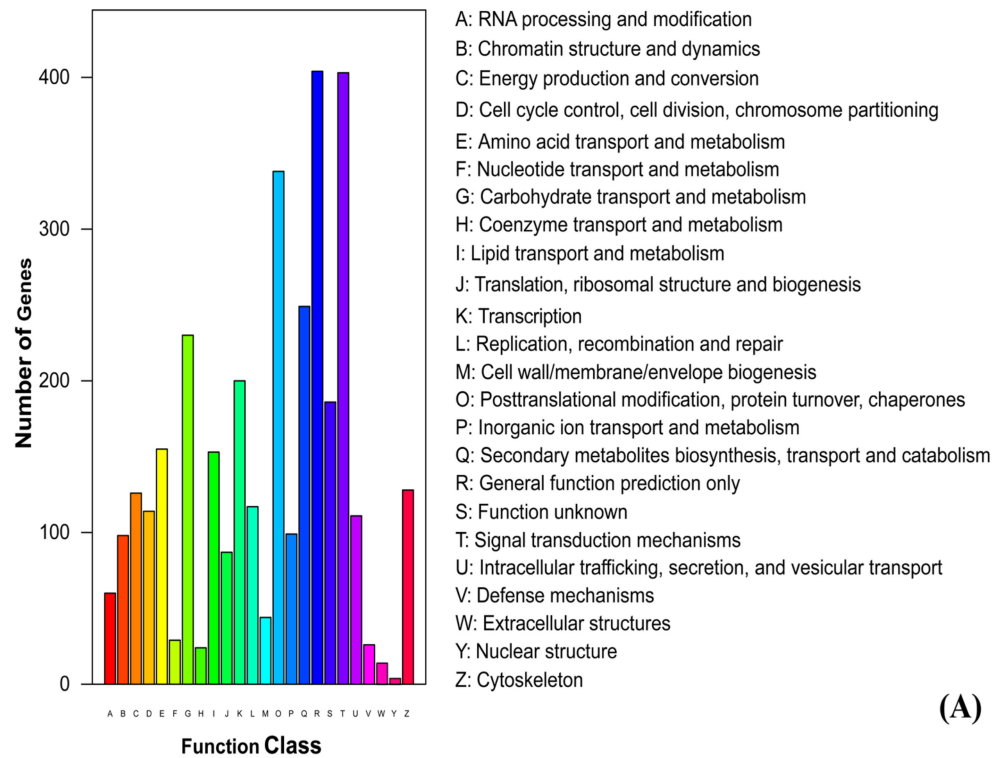 400
300
200
100
0
Number of Genes
A B C D E F G H I J K L M O P Q R S T U V W Y Z
Function Class
A: RNA processing and modification
B: Chromatin structure and dynamics
C: Energy production and conversion
D: Cell cycle control, cell division, chromosome partitioning
E: Amino acid transport and metabolism
F: Nucleotide transport and metabolism
G: Carbohydrate transport and metabolism
H: Coenzyme transport and metabolism
I: Lipid transport and metabolism
J: Translation, ribosomal structure and biogenesis
K: Transcription
L: Replication, recombination and repair
M: Cell wall/membrane/envelope biogenesis
O: Posttranslational modification, protein turnover, chaperones
P: Inorganic ion transport and metabolism
Q: Secondary metabolites biosynthesis, transport and catabolism
R: General function prediction only
S: Function unknown
T: Signal transduction mechanisms
U: Intracellular trafficking, secretion, and vesicular transport
V: Defense mechanisms
W: Extracellular structures
Y: Nuclear structure
Z: Cytoskeleton
(A)